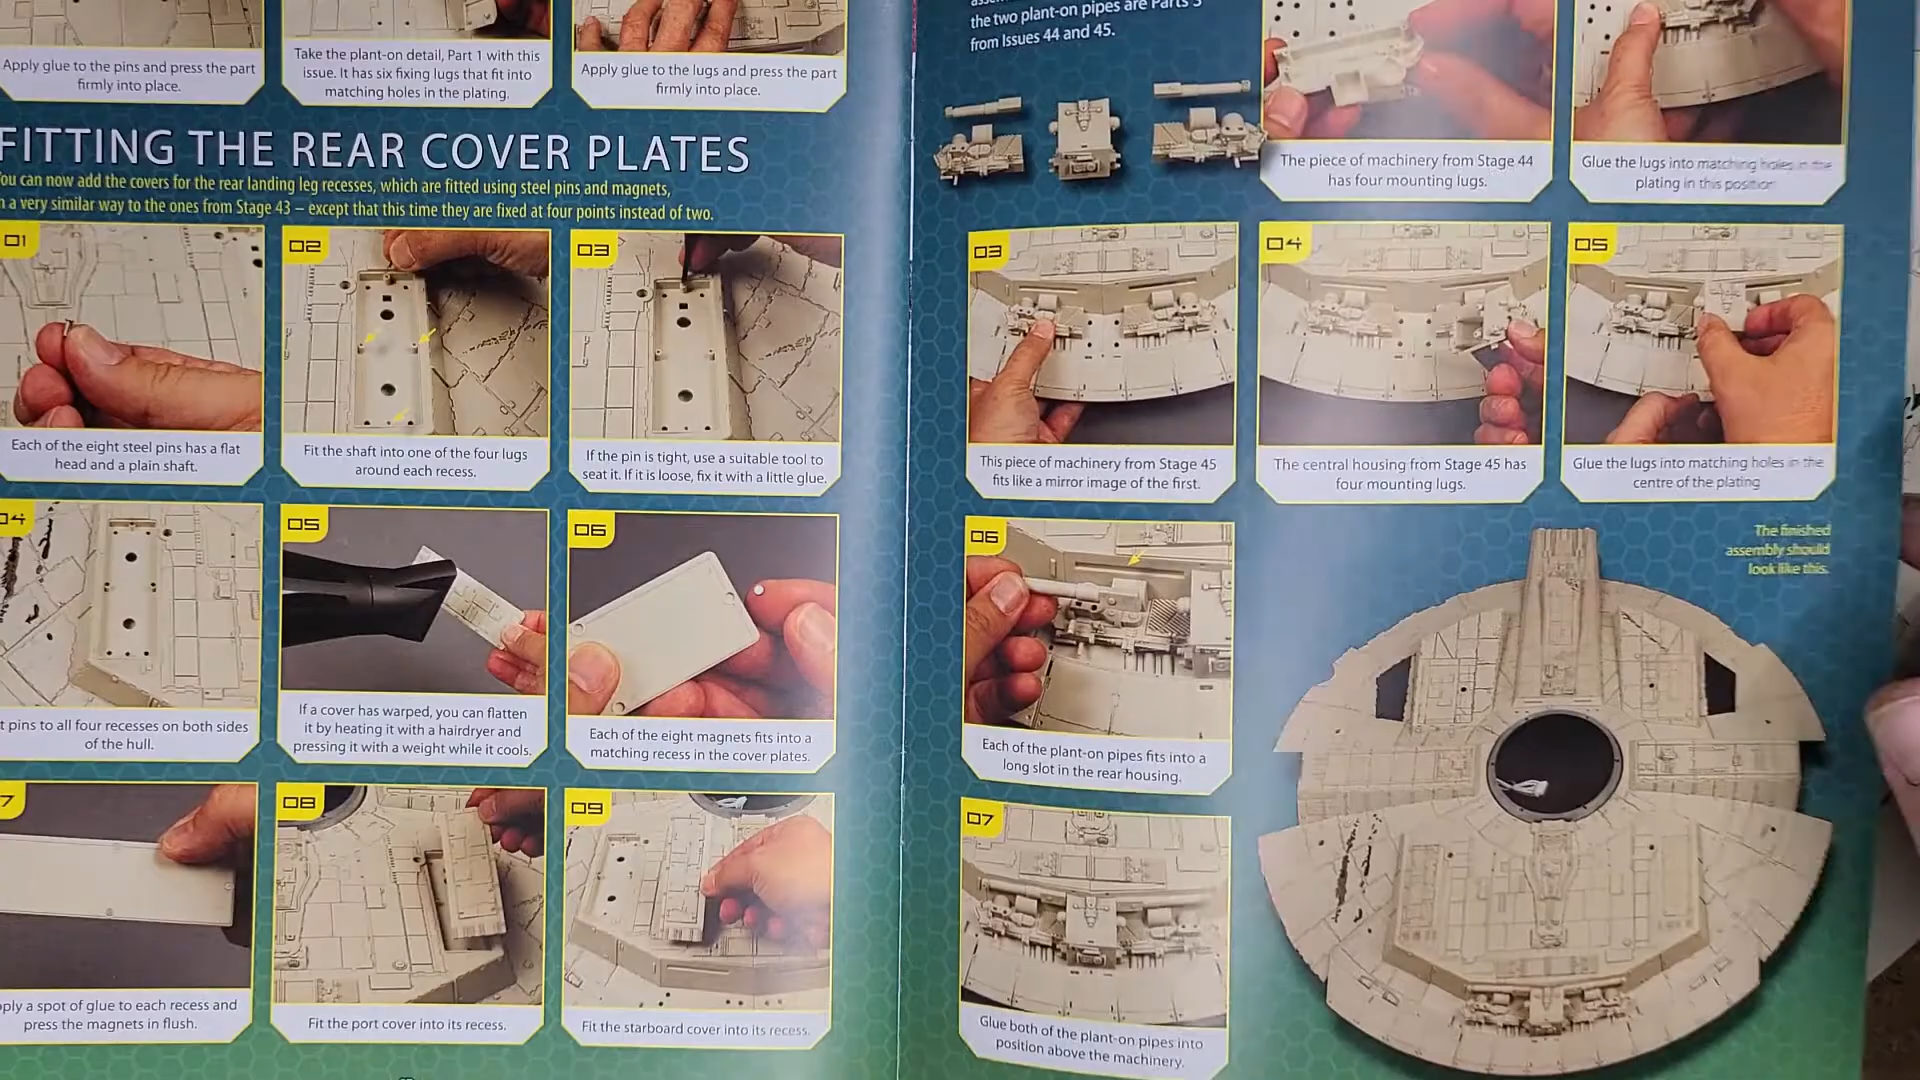 Apply glue to the pins and press the part
firmly into place.
Take the plant-on detail, Part 1 with this
issue. It has six fixing lugs that fit into
matching holes in the plating.
Apply glue to the lugs and press the part
firmly into place.
FITTING THE REAR COVER PLATES
ou can now add the covers for the rear landing leg recesses, which are fitted using steel pins and magnets,
n a very similar way to the ones from Stage 43 – except that this time they are fixed at four points instead of two.
01
Each of the eight steel pins has a flat
head and a plain shaft.
02
Fit the shaft into one of the four lugs
around each recess.
03
If the pin is tight, use a suitable tool to
seat it. If it is loose, fix it with a little glue.
04
t pins to all four recesses on both sides
of the hull.
05
If a cover has warped, you can flatten
it by heating it with a hairdryer and
pressing it with a weight while it cools.
06
Each of the eight magnets fits into a
matching recess in the cover plates.
7
ply a spot of glue to each recess and
press the magnets in flush.
08
Fit the port cover into its recess.
09
Fit the starboard cover into its recess.
the two plant-on pipes are Parts 3
from Issues 44 and 45.
The piece of machinery from Stage 44
has four mounting lugs.
Glue the lugs into matching holes in the
plating in this position
03
This piece of machinery from Stage 45
fits like a mirror image of the first.
04
The central housing from Stage 45 has
four mounting lugs.
05
Glue the lugs into matching holes in the
centre of the plating
06
Each of the plant-on pipes fits into a
long slot in the rear housing.
07
Glue both of the plant-on pipes into
position above the machinery.
The finished
assembly should
look like this.